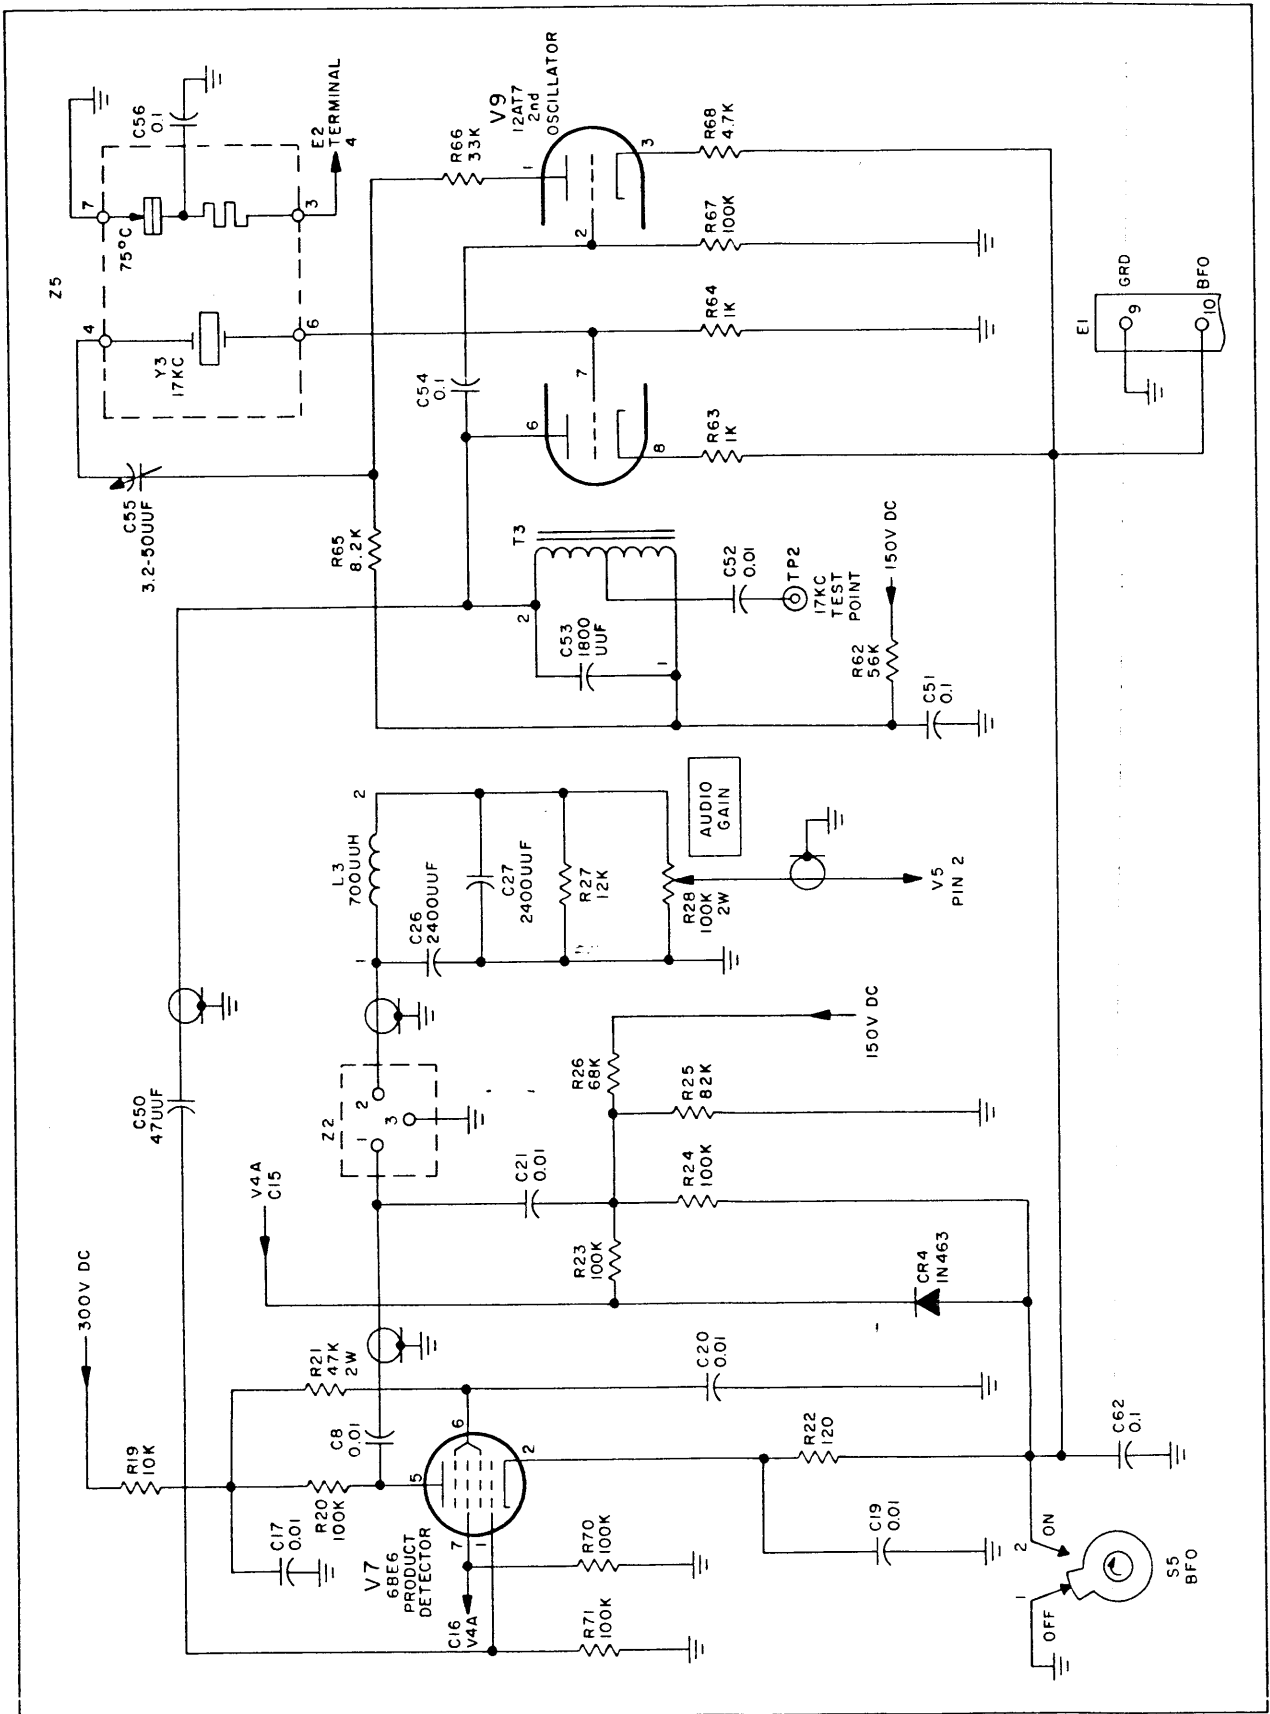 300V DC
R19
10K
C17
0.01
R20
100K
R21
47K
2W
C8
0.01
V7
6BE6
PRODUCT
DETECTOR
5
6
7
1
2
C16
V4A
R71
100K
R70
100K
C20
0.01
R22
120
C19
0.01
C62
0.1
1
2
OFF
ON
S5
BFO
V4A
C15
C50
47UUF
Z2
1
2
3
C21
0.01
R23
100K
R24
100K
R25
82K
R26
68K
150V DC
CR4
1N463
L3
700UUH
1
2
C26
2400UUF
C27
2400UUF
R27
12K
R28
100K
2W
AUDIO
GAIN
V5
PIN 2
C55
3.2-50UUF
R65
8.2K
T3
2
1
C53
1800
UUF
C52
0.01
TP2
17KC
TEST
POINT
R62
56K
150V DC
C51
0.1
Z5
4
7
Y3
17KC
75°C
6
3
C56
0.1
E2
TERMINAL
4
C54
0.1
R66
33K
V9
12AT7
2nd
OSCILLATOR
6
7
8
1
2
3
R63
1K
R64
1K
R67
100K
R68
4.7K
E1
9
GRD
10
BFO